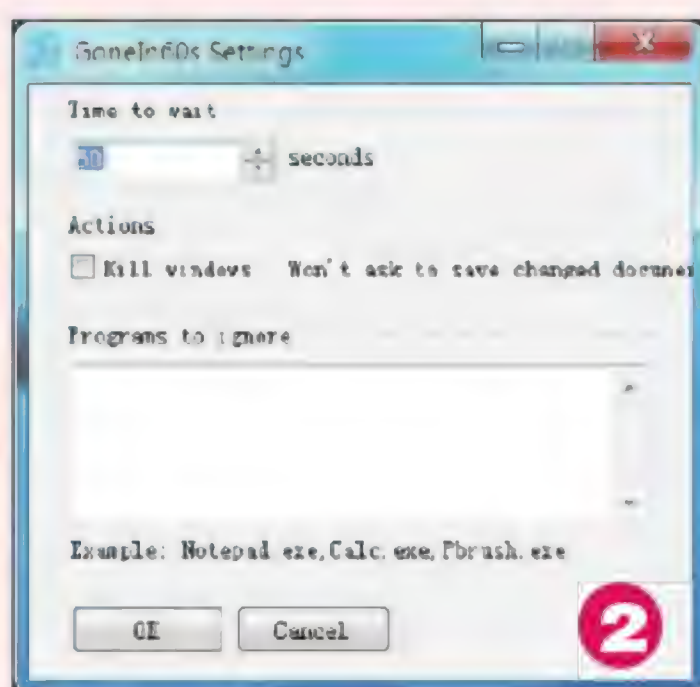 GoneIn60s Settings
Time to wait
seconds
Actions
Kill windows Won't ask to save changed documen
Programs to ignore
Example: Notepad.exe,Calc.exe,Pbrush.exe
OK Cancel
2